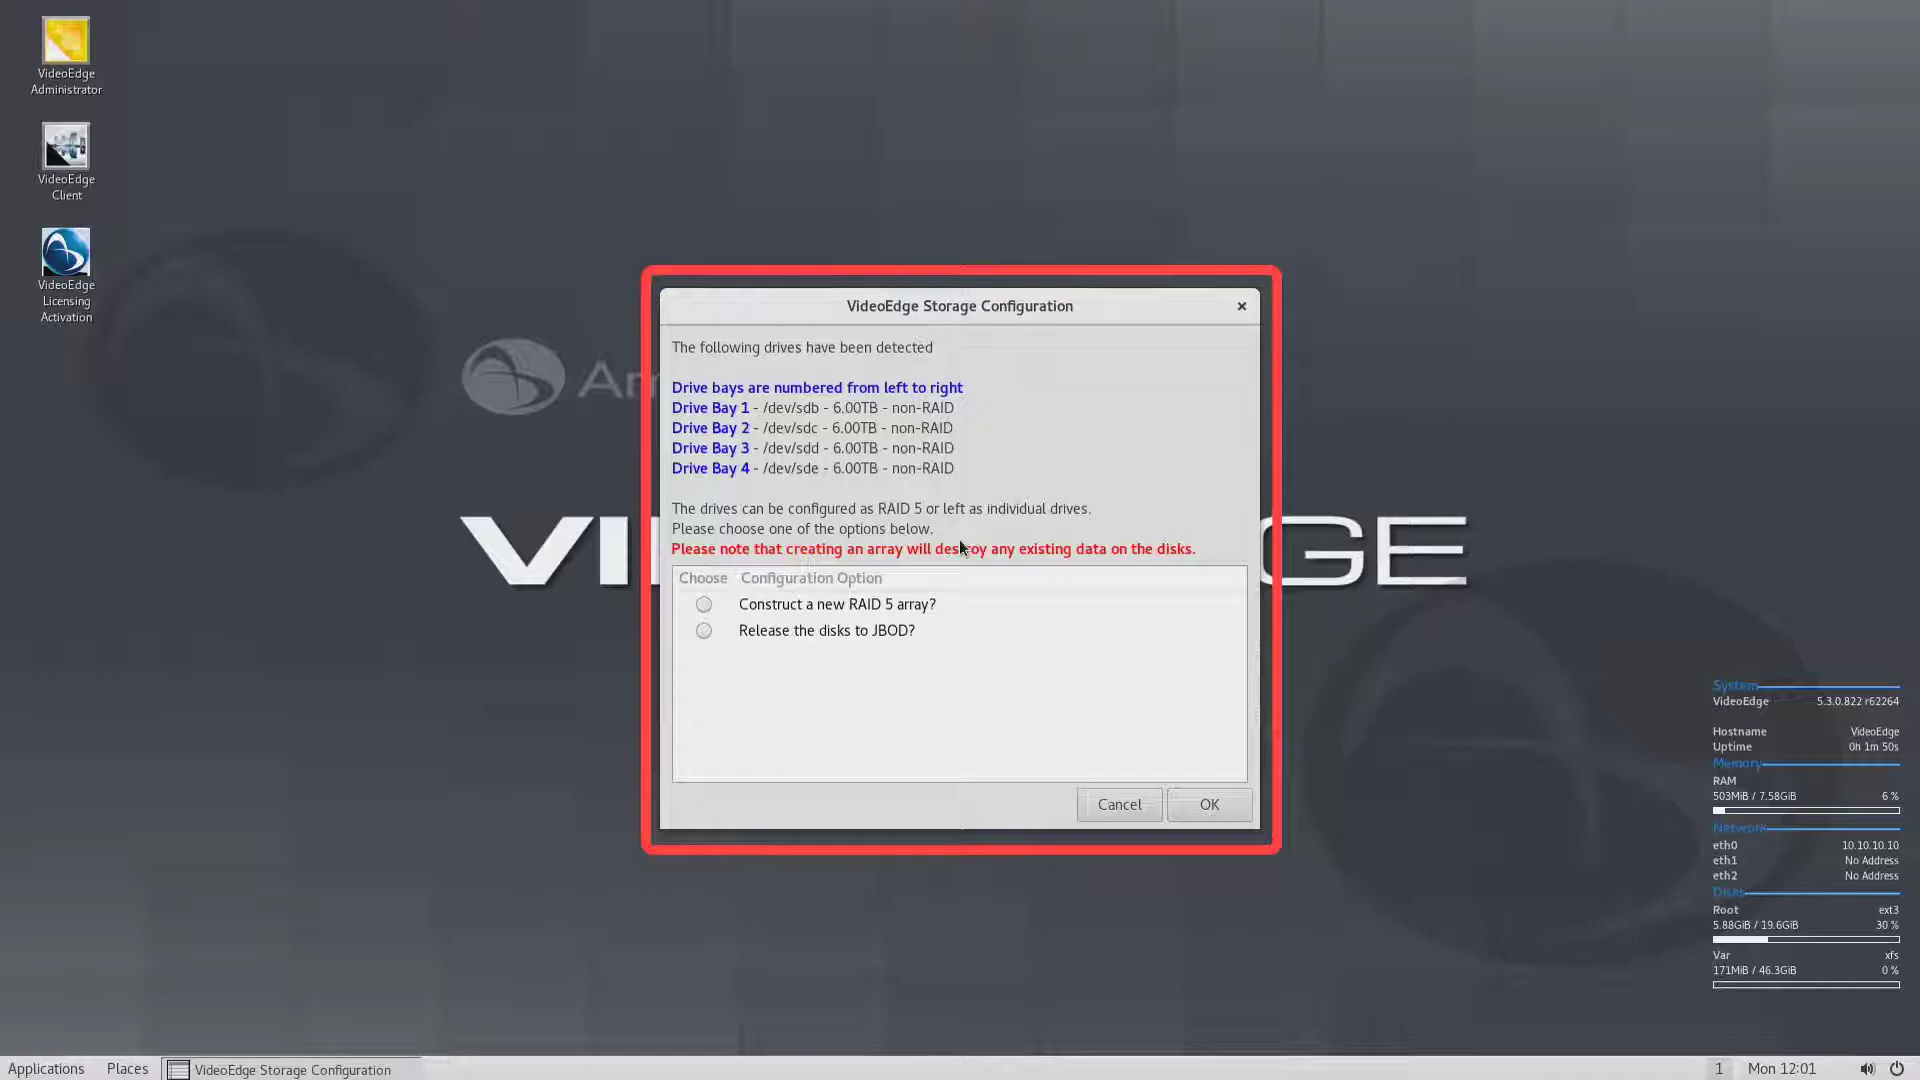 VideoEdge
Administrator
VideoEdge
Client
VideoEdge
Licensing
Activation
VideoEdge Storage Configuration
The following drives have been detected
Drive bays are numbered from left to right
Drive Bay 1 - /dev/sdb - 6.00TB - non-RAID
Drive Bay 2 - /dev/sdc - 6.00TB - non-RAID
Drive Bay 3 - /dev/sdd - 6.00TB - non-RAID
Drive Bay 4 - /dev/sde - 6.00TB - non-RAID
The drives can be configured as RAID 5 or left as individual drives.
Please choose one of the options below.
Please note that creating an array will destroy any existing data on the disks.
Choose Configuration Option
Construct a new RAID 5 array?
Release the disks to JBOD?
Cancel OK
System
VideoEdge 5.3.0.822 r62264
Hostname VideoEdge
Uptime 0h 1m 50s
Memory
RAM
503MiB / 7.58GiB 6 %
Network
eth0 10.10.10.10
eth1 No Address
eth2 No Address
Disks
Root ext3
5.88GiB / 19.6GiB 30 %
Var xfs
171MiB / 46.3GiB 0 %
Applications Places VideoEdge Storage Configuration 1 Mon 12:01